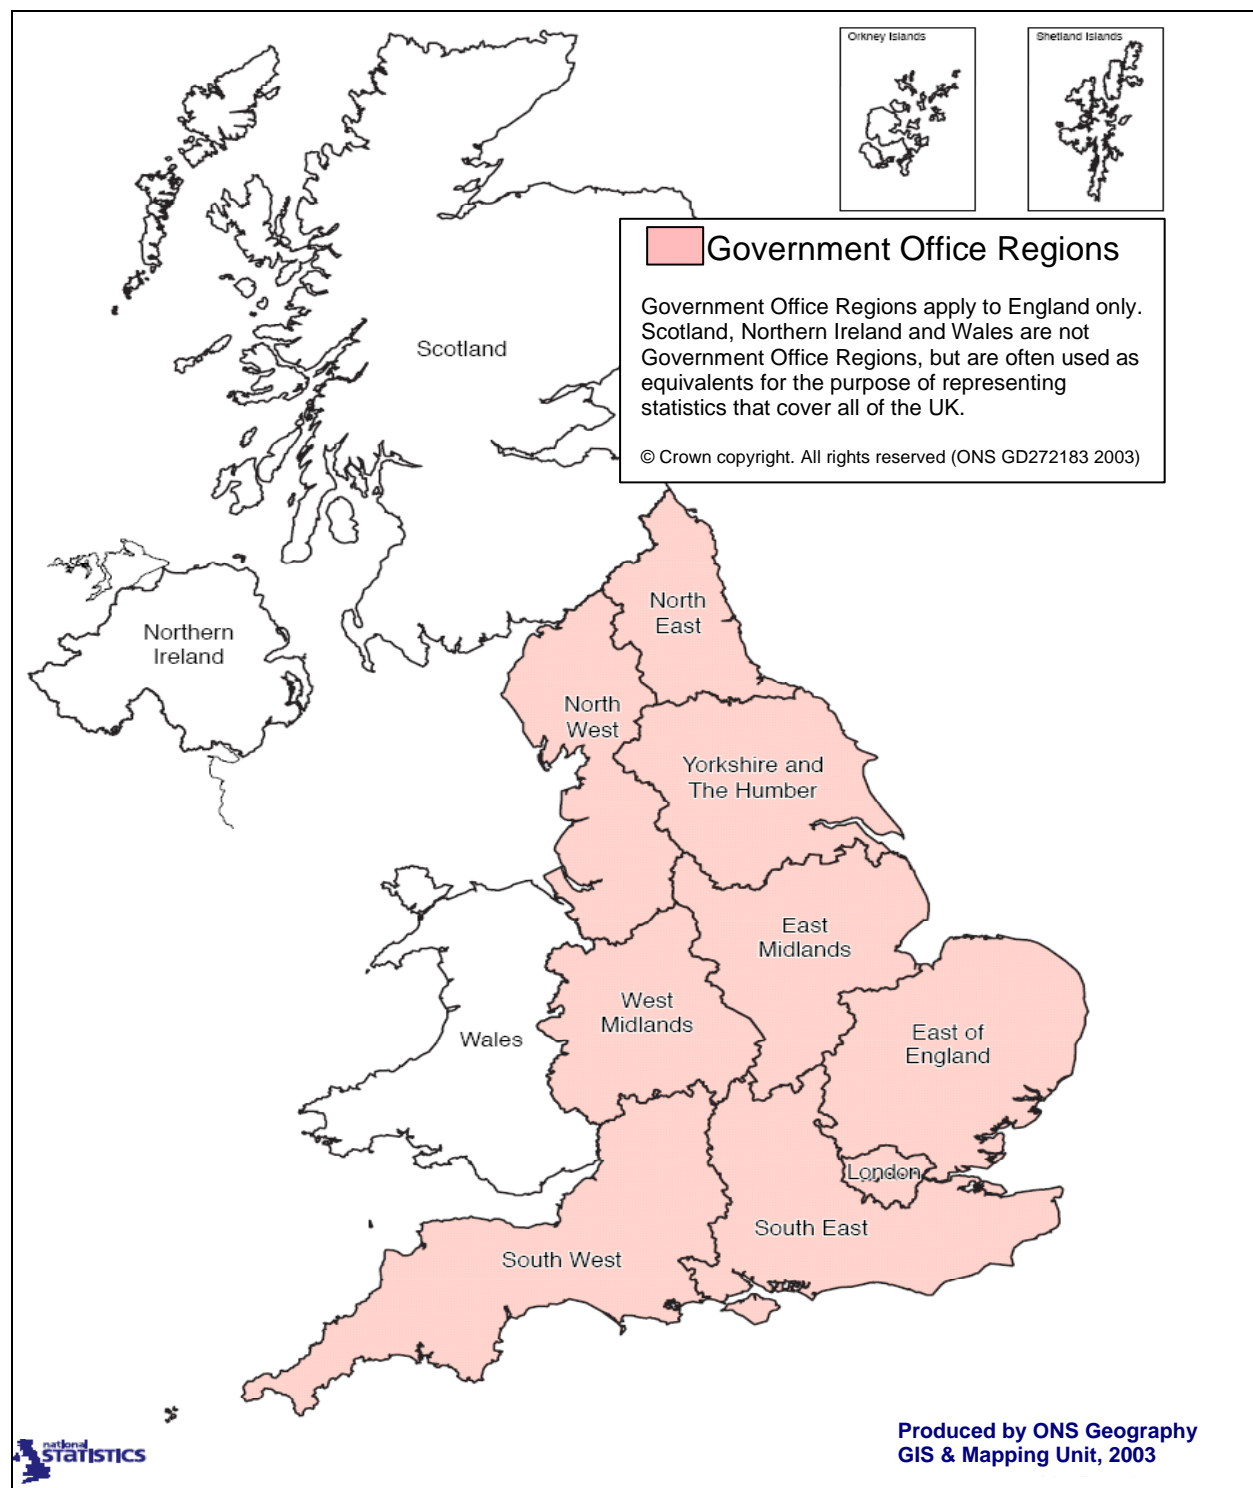 Orkney Islands
Shetland Islands
Government Office Regions
Government Office Regions apply to England only.
Scotland, Northern Ireland and Wales are not
Government Office Regions, but are often used as
equivalents for the purpose of representing
statistics that cover all of the UK.
© Crown copyright. All rights reserved (ONS GD272183 2003)
Scotland
North
East
Northern
Ireland
North
West
Yorkshire and
The Humber
East
Midlands
West
Midlands
Wales
East of
England
London
South East
South West
Produced by ONS Geography
GIS & Mapping Unit, 2003
national
STATISTICS